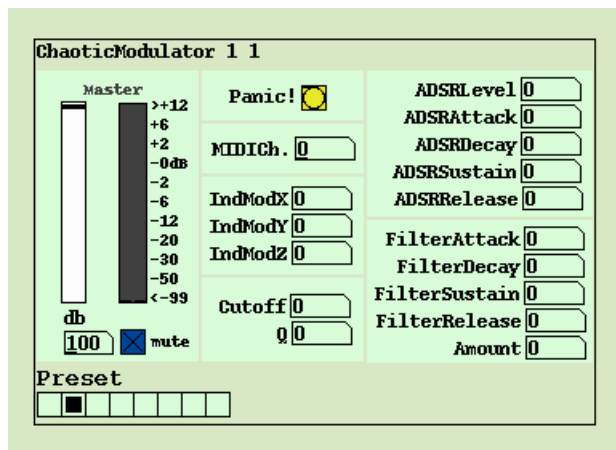 ChaoticModulator 1 1
Master
>+12
+6
+2
-0dB
-2
-6
-12
-20
-30
-50
<-99
db
100
mute
Panic!
MIDICh. 0
IndModX 0
IndModY 0
IndModZ 0
Cutoff 0
Q 0
ADSRLevel 0
ADSRAttack 0
ADSRDecay 0
ADSRSustain 0
ADSRRelease 0
FilterAttack 0
FilterDecay 0
FilterSustain 0
FilterRelease 0
Amount 0
Preset